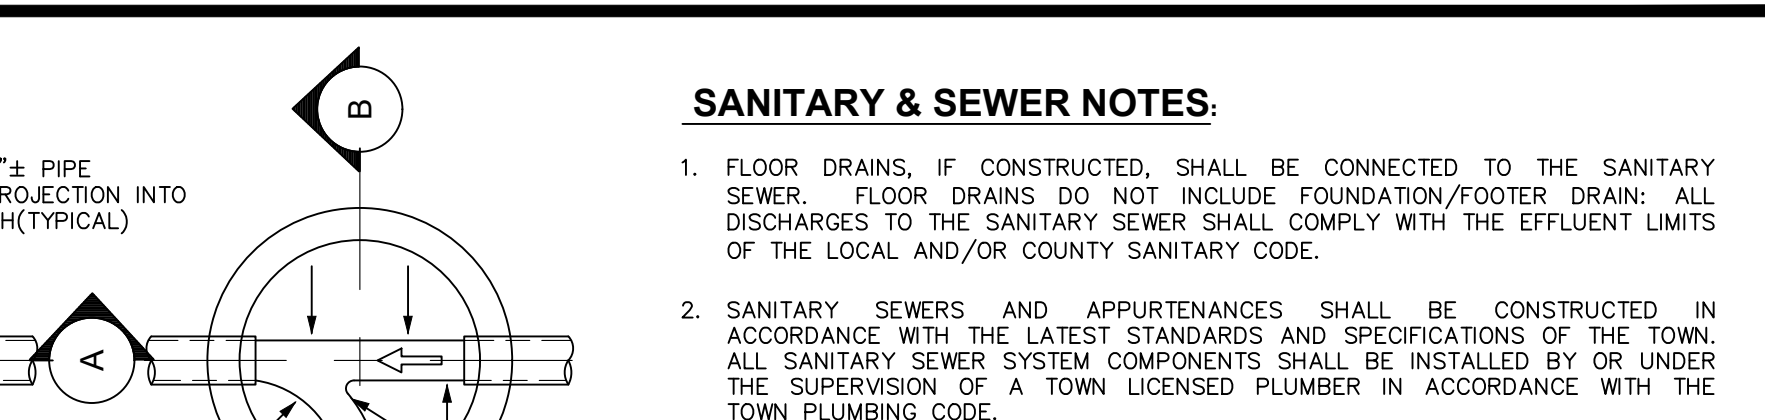 B
"± PIPE
ROJECTION INTO
H(TYPICAL)
A
SANITARY & SEWER NOTES:
1. FLOOR DRAINS, IF CONSTRUCTED, SHALL BE CONNECTED TO THE SANITARY
SEWER. FLOOR DRAINS DO NOT INCLUDE FOUNDATION/FOOTER DRAIN: ALL
DISCHARGES TO THE SANITARY SEWER SHALL COMPLY WITH THE EFFLUENT LIMITS
OF THE LOCAL AND/OR COUNTY SANITARY CODE.
2. SANITARY SEWERS AND APPURTENANCES SHALL BE CONSTRUCTED IN
ACCORDANCE WITH THE LATEST STANDARDS AND SPECIFICATIONS OF THE TOWN.
ALL SANITARY SEWER SYSTEM COMPONENTS SHALL BE INSTALLED BY OR UNDER
THE SUPERVISION OF A TOWN LICENSED PLUMBER IN ACCORDANCE WITH THE
TOWN PLUMBING CODE.